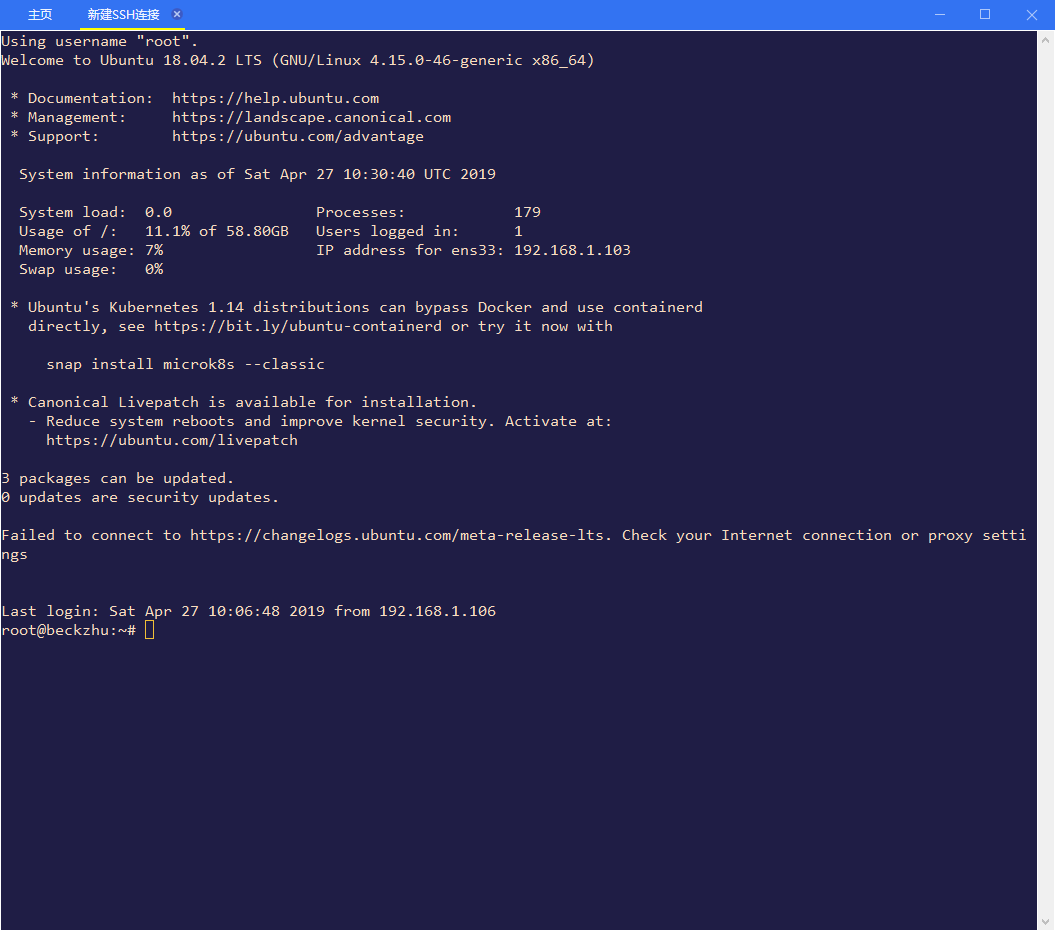 主页 新建SSH连接
Using username "root".
Welcome to Ubuntu 18.04.2 LTS (GNU/Linux 4.15.0-46-generic x86_64)
* Documentation: https://help.ubuntu.com
* Management: https://landscape.canonical.com
* Support: https://ubuntu.com/advantage
System information as of Sat Apr 27 10:30:40 UTC 2019
System load: 0.0 Processes: 179
Usage of /: 11.1% of 58.80GB Users logged in: 1
Memory usage: 7% IP address for ens33: 192.168.1.103
Swap usage: 0%
* Ubuntu's Kubernetes 1.14 distributions can bypass Docker and use containerd
directly, see https://bit.ly/ubuntu-containerd or try it now with
snap install microk8s --classic
* Canonical Livepatch is available for installation.
- Reduce system reboots and improve kernel security. Activate at:
https://ubuntu.com/livepatch
3 packages can be updated.
0 updates are security updates.
Failed to connect to https://changelogs.ubuntu.com/meta-release-lts. Check your Internet connection or proxy setti
ngs
Last login: Sat Apr 27 10:06:48 2019 from 192.168.1.106
root@beckzhu:~#